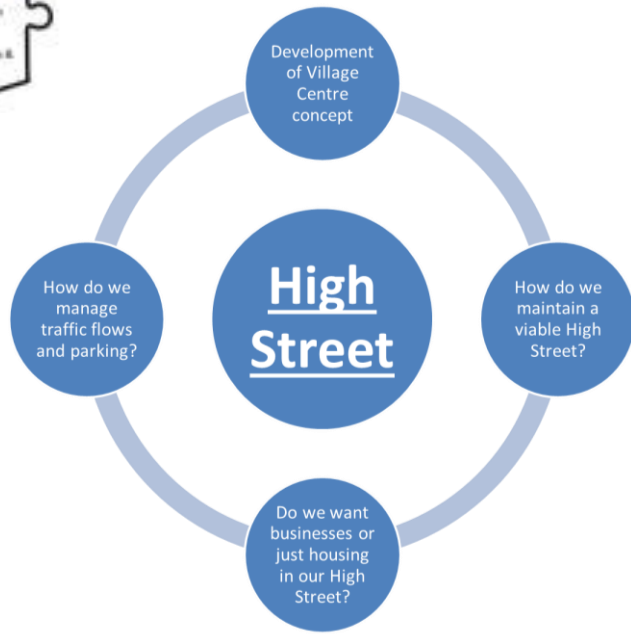 Development
of Village
Centre
concept
High
Street
How do we
manage
traffic flows
and parking?
How do we
maintain a
viable High
Street?
Do we want
businesses or
just housing
in our High
Street?